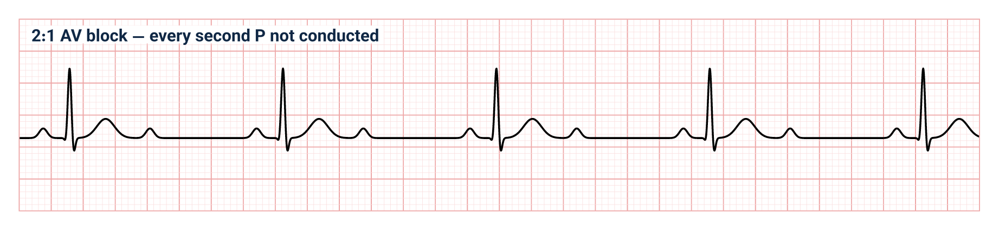 2:1 AV block — every second P not conducted